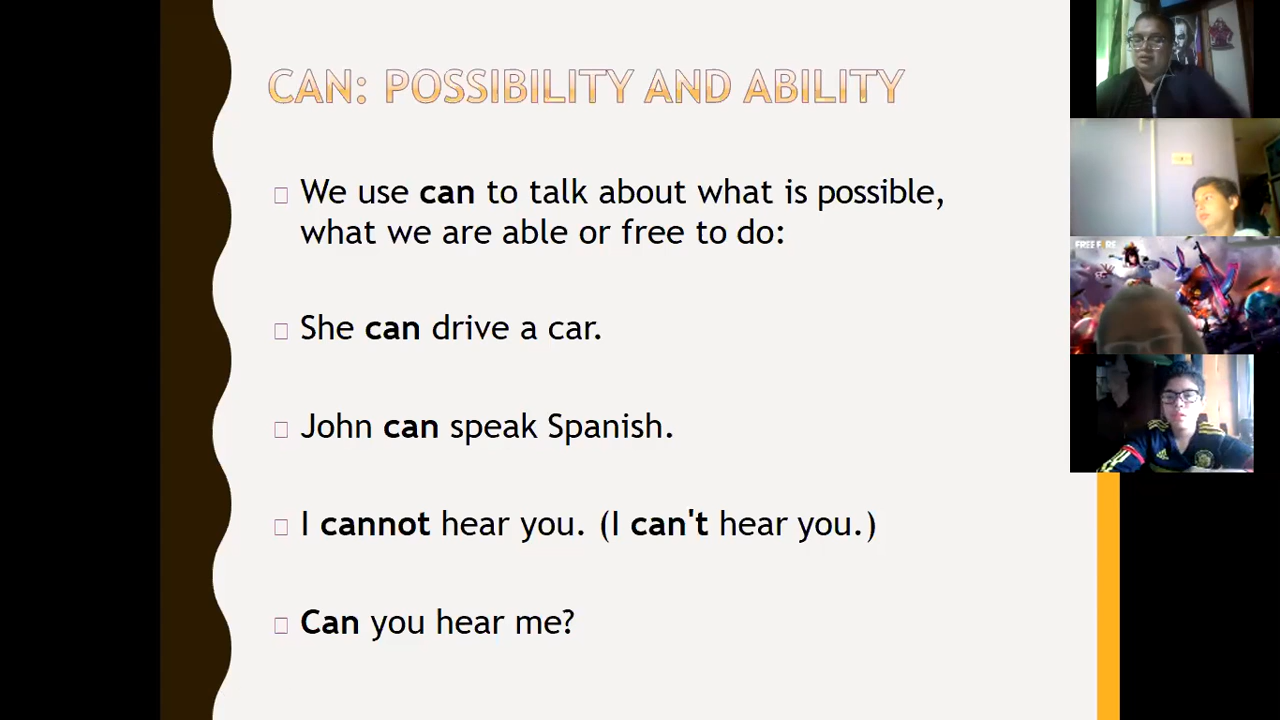 CAN: POSSIBILITY AND ABILITY
We use can to talk about what is possible,
what we are able or free to do:
She can drive a car.
John can speak Spanish.
I cannot hear you. (I can't hear you.)
Can you hear me?
FREE FIRE